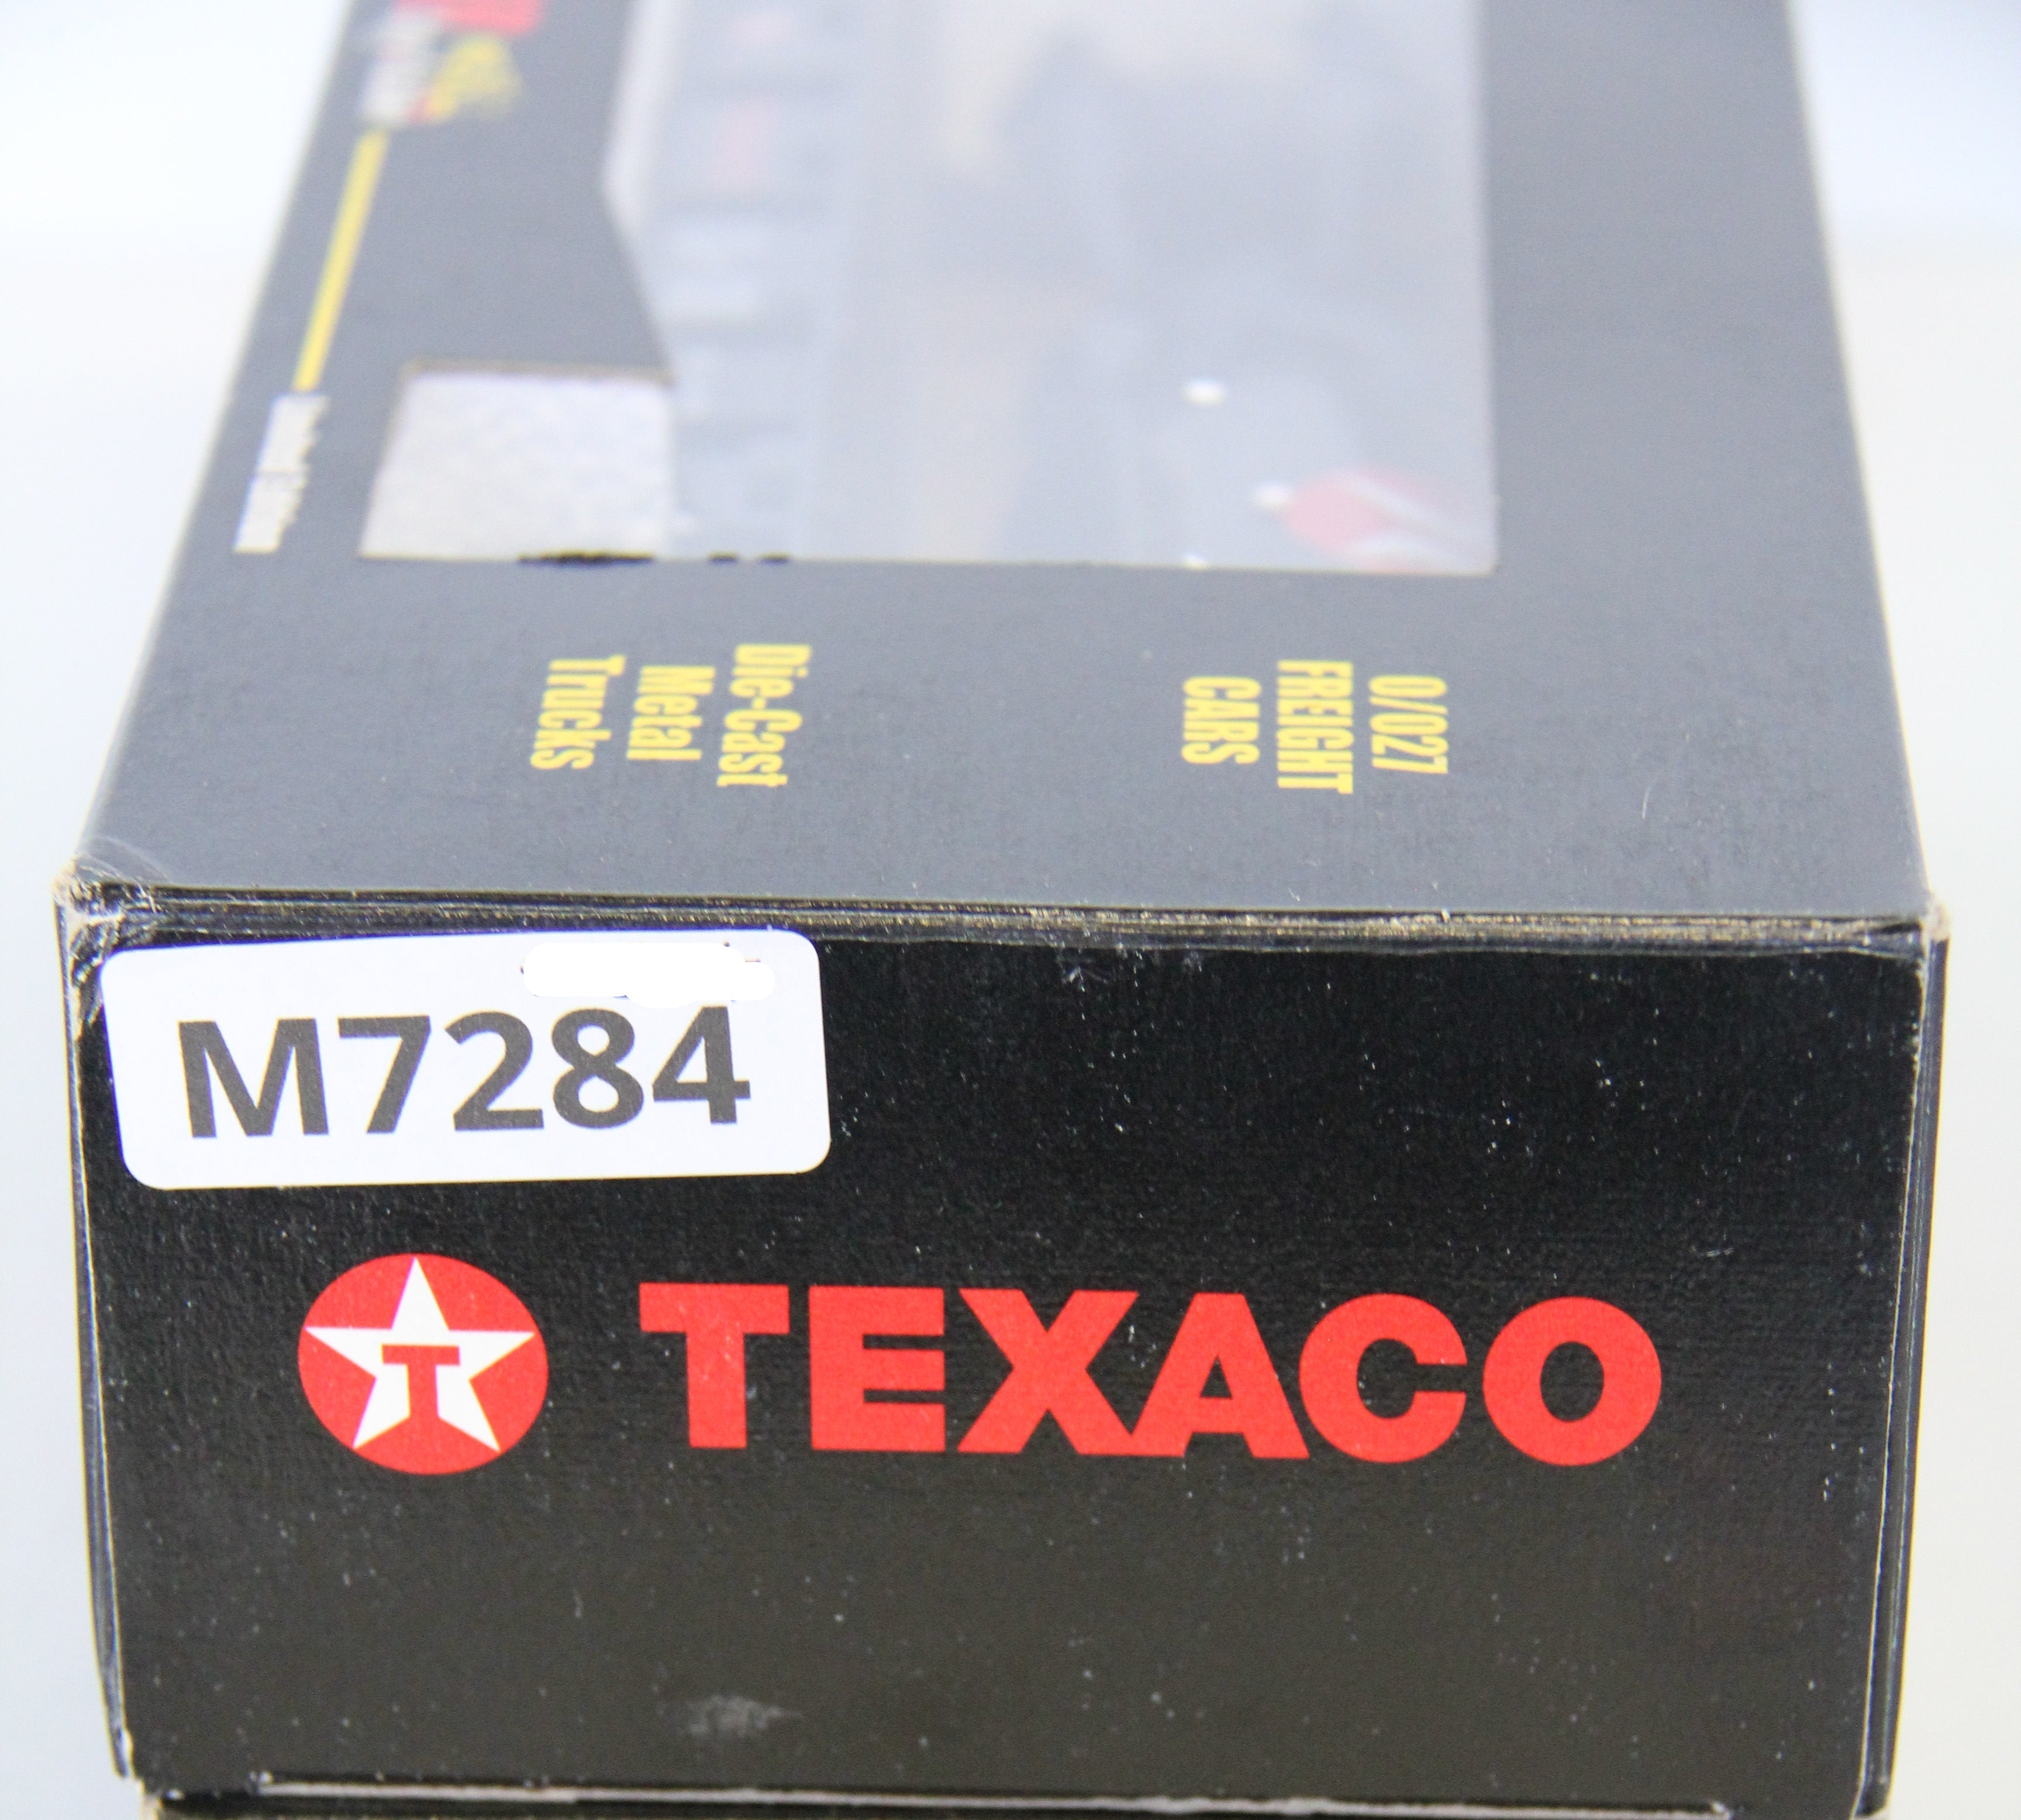 O/O27
FREIGHT
CARS
Die-Cast
Metal
Trucks
M7284
T TEXACO